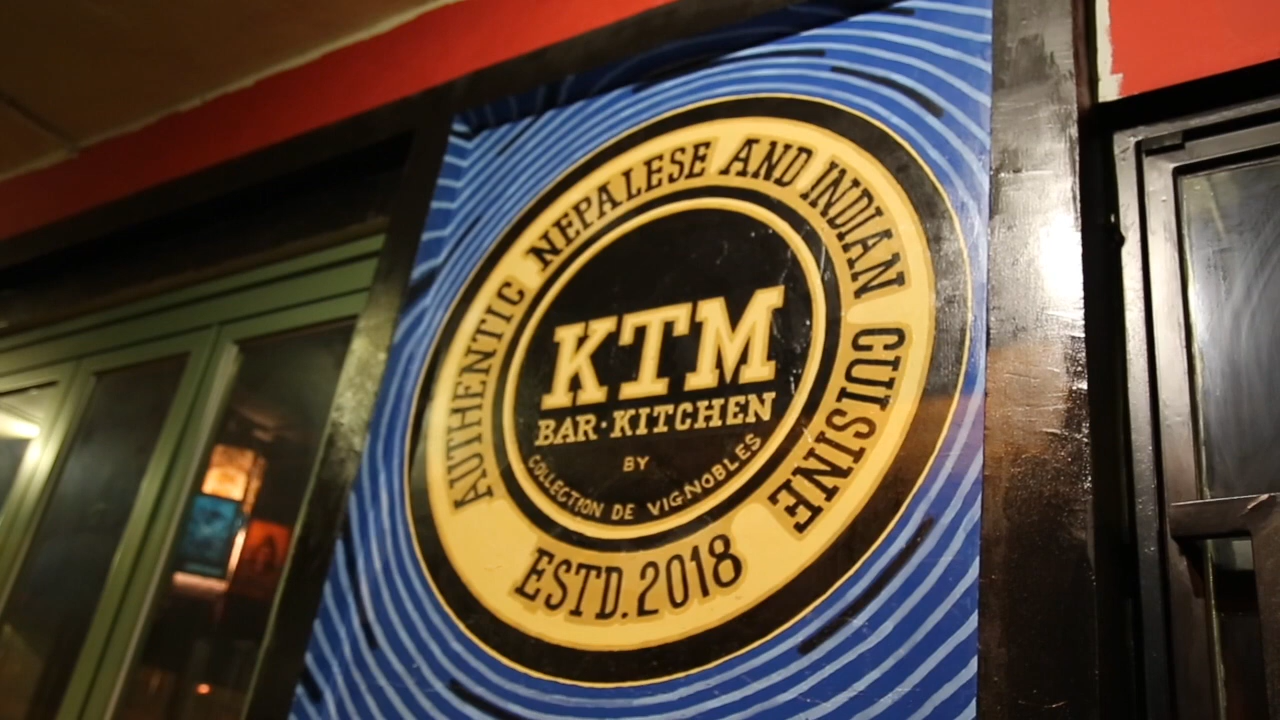 AUTHENTIC NEPALESE AND INDIAN CUISINE
KTM
BAR·KITCHEN
BY
COLLECTION DE VIGNOBLES
ESTD.2018